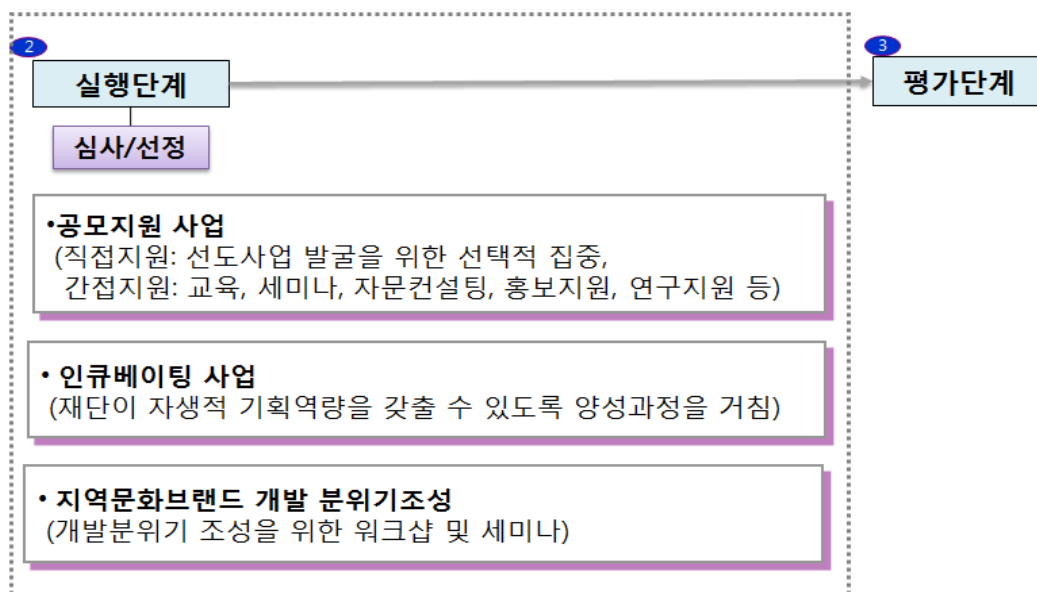 2
실행단계
3
평가단계
심사/선정
•공모지원 사업
(직접지원: 선도사업 발굴을 위한 선택적 집중,
간접지원: 교육, 세미나, 자문컨설팅, 홍보지원, 연구지원 등)
• 인큐베이팅 사업
(재단이 자생적 기획역량을 갖출 수 있도록 양성과정을 거침)
• 지역문화브랜드 개발 분위기조성
(개발분위기 조성을 위한 워크샵 및 세미나)